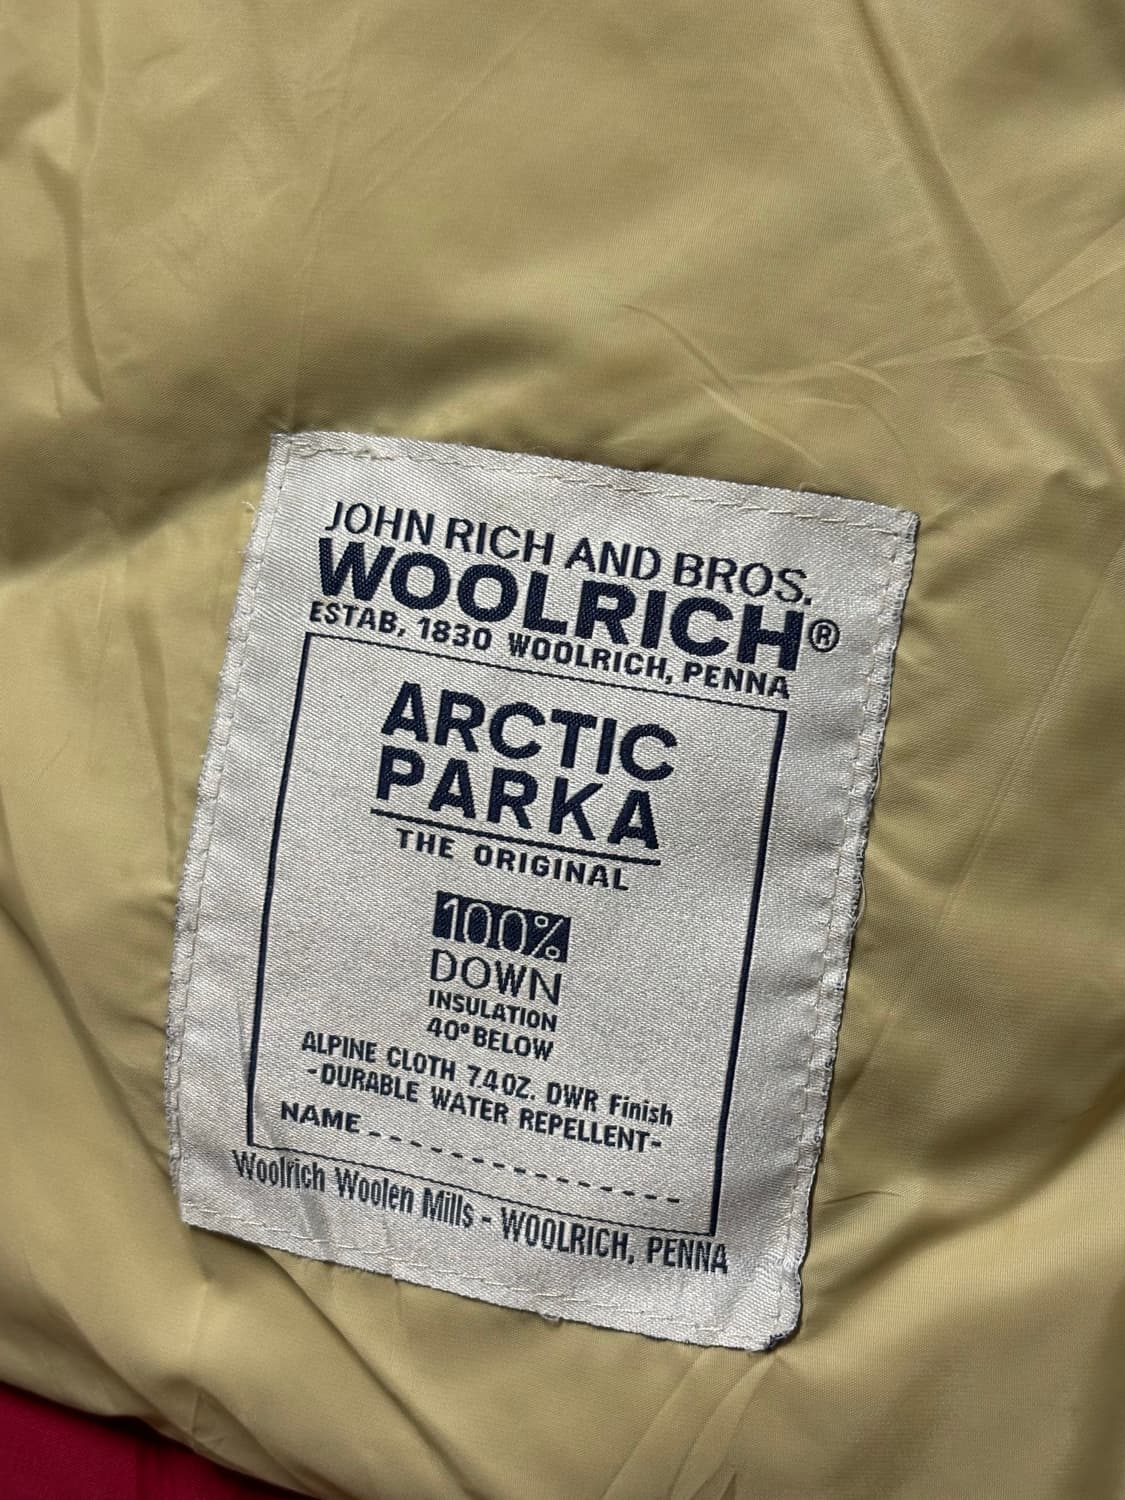 JOHN RICH AND BROS.
WOOLRICH®
ESTAB, 1830 WOOLRICH, PENNA
ARCTIC
PARKA
THE ORIGINAL
100%
DOWN
INSULATION
40° BELOW
ALPINE CLOTH 7.4 OZ. DWR Finish
-DURABLE WATER REPELLENT-
NAME
Woolrich Woolen Mills - WOOLRICH, PENNA